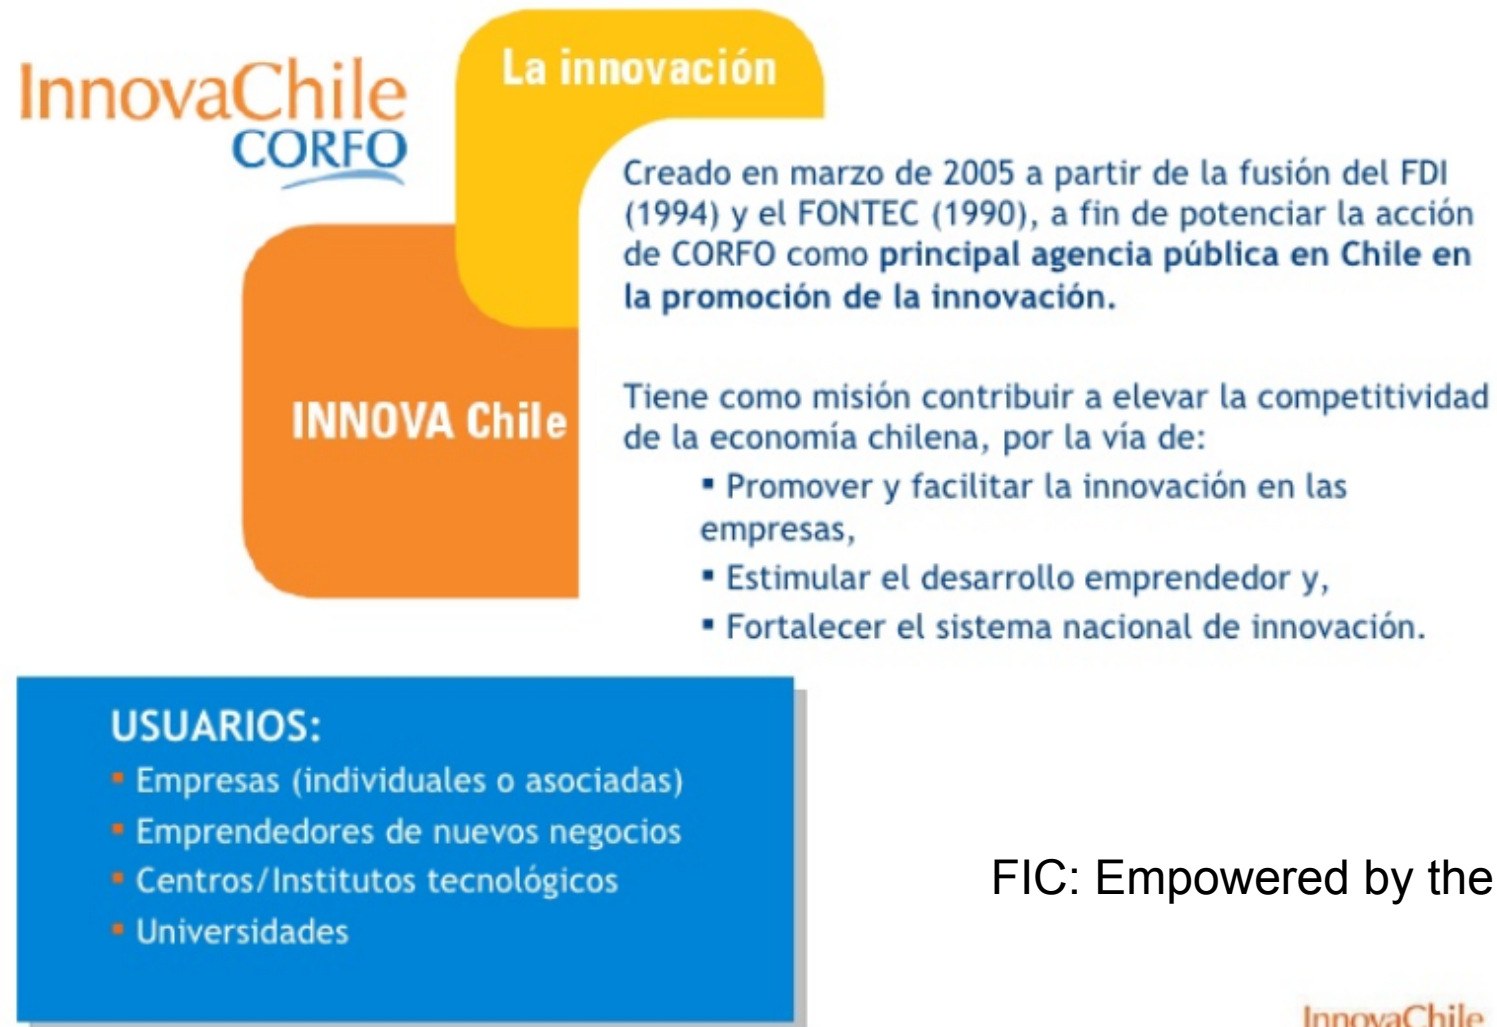 InnovaChile
CORFO
La innovación
Creado en marzo de 2005 a partir de la fusión del FDI
(1994) y el FONTEC (1990), a fin de potenciar la acción
de CORFO como principal agencia pública en Chile en
la promoción de la innovación.
INNOVA Chile
Tiene como misión contribuir a elevar la competitividad
de la economía chilena, por la vía de:
▪ Promover y facilitar la innovación en las
empresas,
▪ Estimular el desarrollo emprendedor y,
▪ Fortalecer el sistema nacional de innovación.
USUARIOS:
▪ Empresas (individuales o asociadas)
▪ Emprendedores de nuevos negocios
▪ Centros/Institutos tecnológicos
▪ Universidades
FIC: Empowered by the
InnovaChile